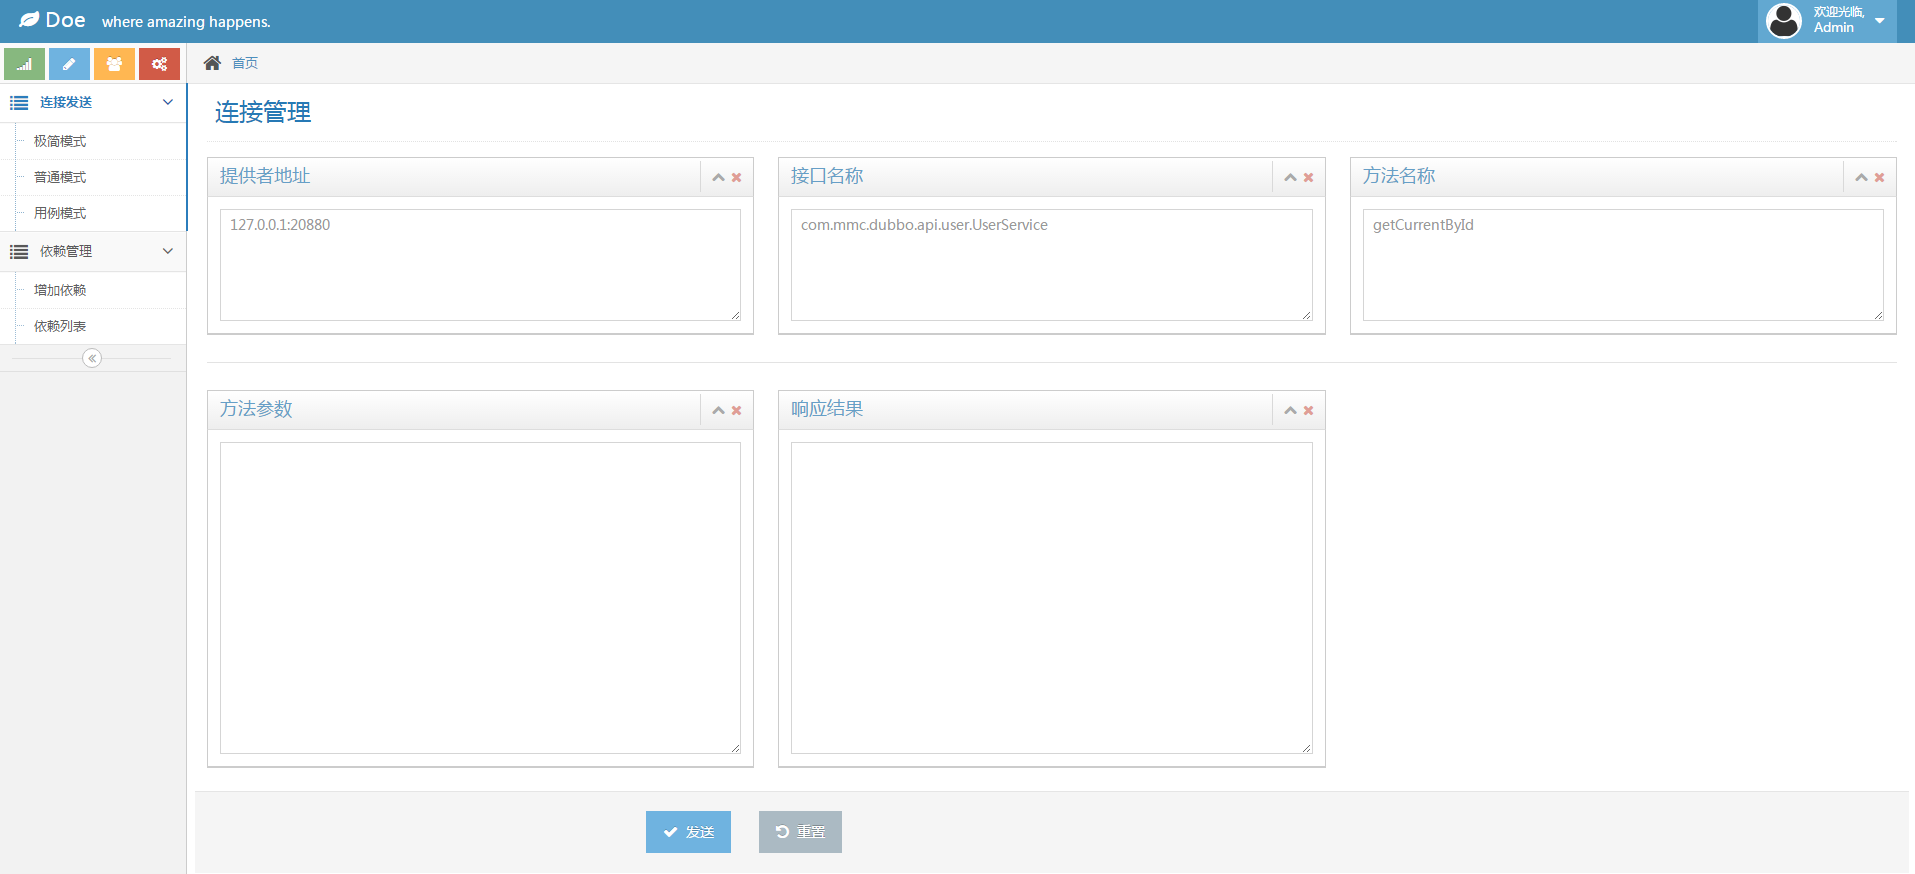 Doe where amazing happens.
欢迎光临,
Admin
首页
连接发送
极简模式
普通模式
用例模式
依赖管理
增加依赖
依赖列表
连接管理
提供者地址
127.0.0.1:20880
接口名称
com.mmc.dubbo.api.user.UserService
方法名称
getCurrentById
方法参数
响应结果
发送
重置